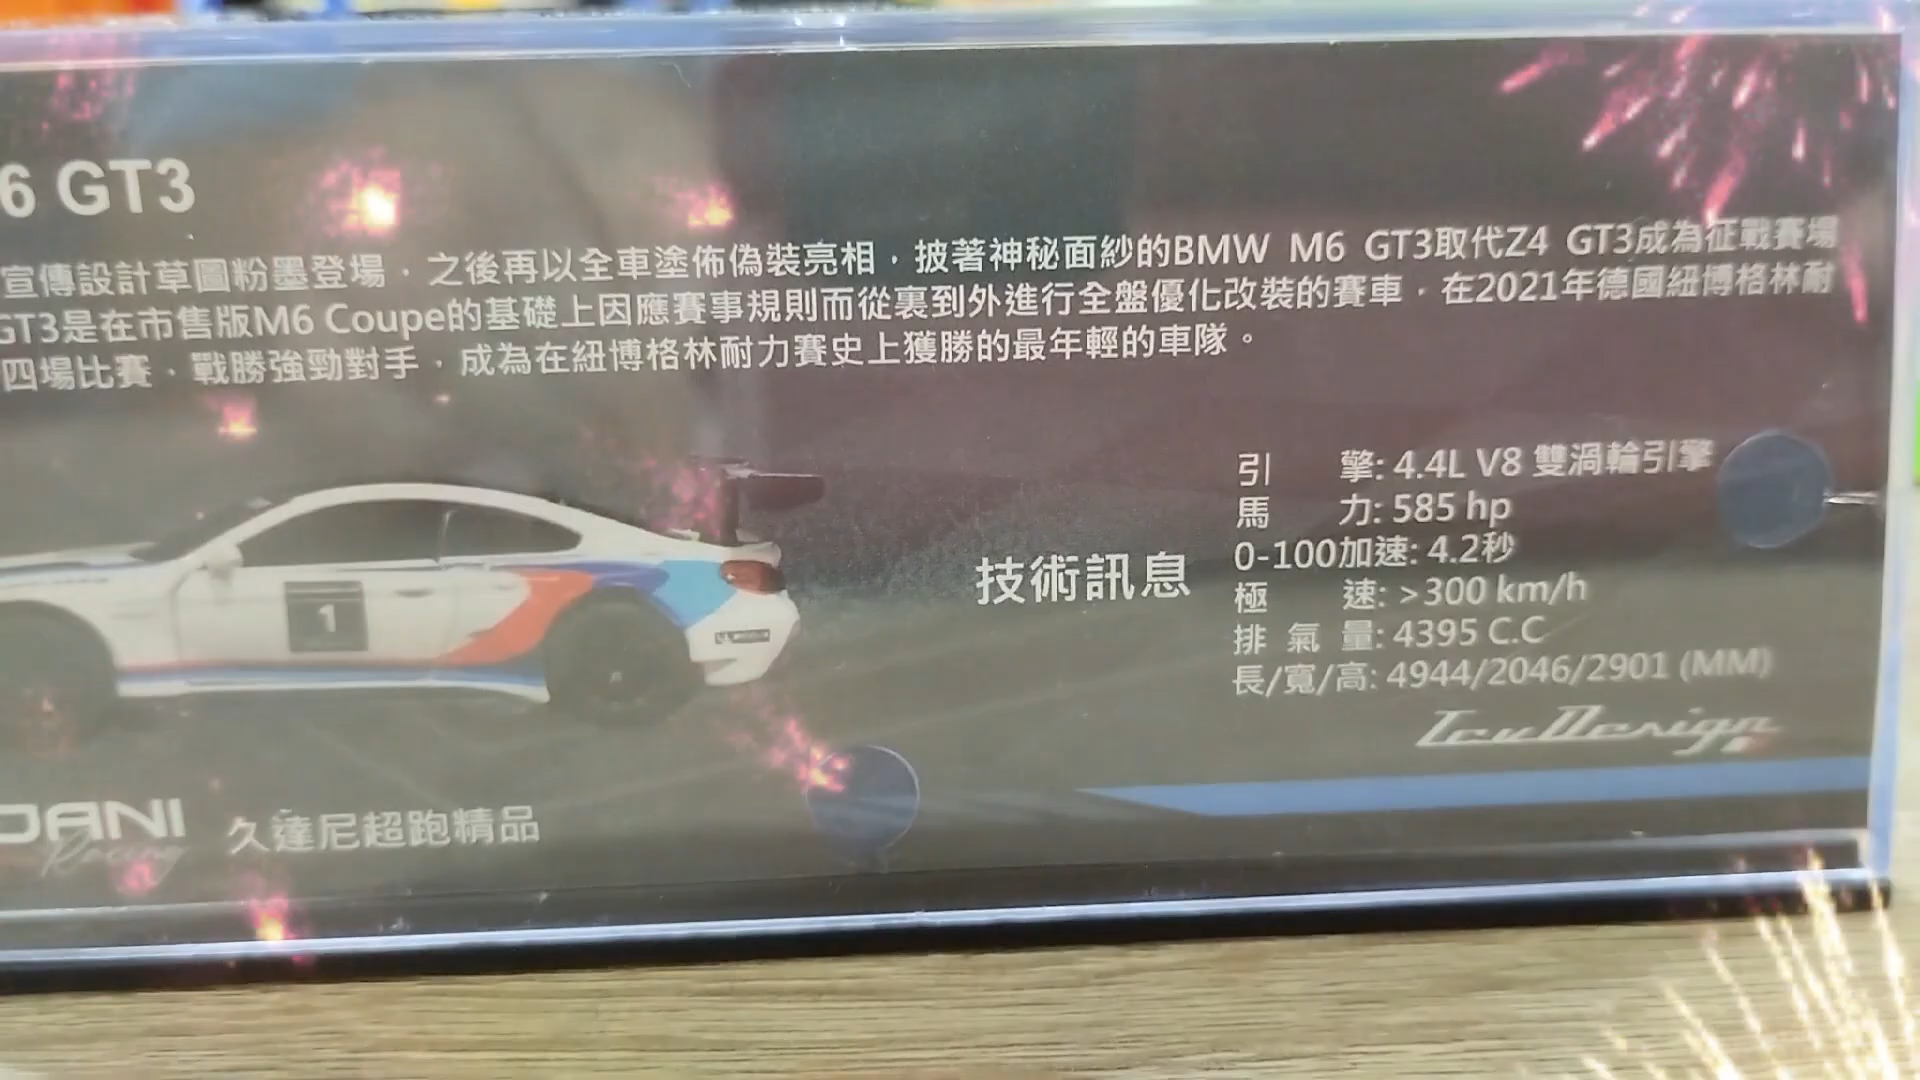 6 GT3
宣傳設計草圖粉墨登場，之後再以全車塗佈偽裝亮相，披著神秘面紗的BMW M6 GT3取代Z4 GT3成為征戰賽場
GT3是在市售版M6 Coupe的基礎上因應賽事規則而從裏到外進行全盤優化改裝的賽車，在2021年德國紐博格林耐
四場比賽，戰勝強勁對手，成為在紐博格林耐力賽史上獲勝的最年輕的車隊。
1
技術訊息
引擎: 4.4L V8 雙渦輪引擎
馬力: 585 hp
0-100加速: 4.2秒
極速: >300 km/h
排氣量: 4395 C.C
長/寬/高: 4944/2046/2901 (MM)
TcuDesign
DANI
Racing
久達尼超跑精品